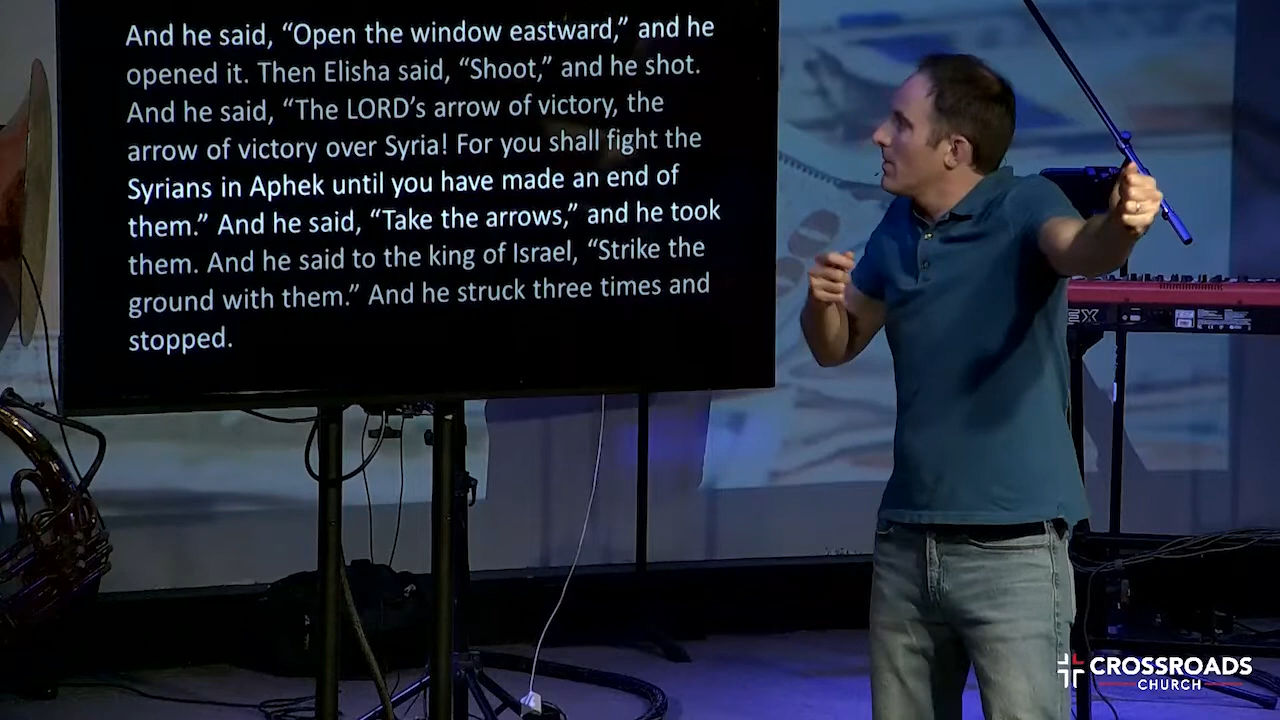 And he said, “Open the window eastward,” and he
opened it. Then Elisha said, “Shoot,” and he shot.
And he said, “The LORD’s arrow of victory, the
arrow of victory over Syria! For you shall fight the
Syrians in Aphek until you have made an end of
them.” And he said, “Take the arrows,” and he took
them. And he said to the king of Israel, “Strike the
ground with them.” And he struck three times and
stopped.
EX
CROSSROADS
CHURCH